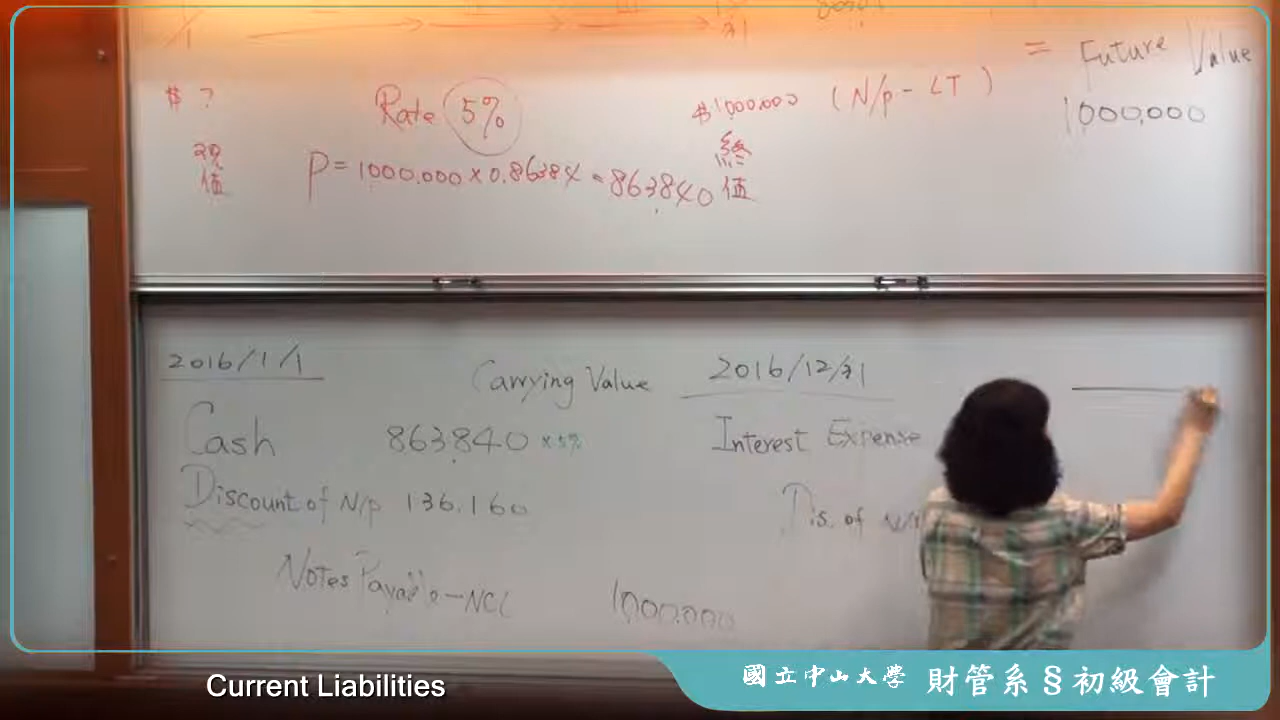 = Future Value
$ ? Rate 5% $1000.000 (N/p - LT) 1000.000
現值 P = 1000.000 x 0.86384 = 863840 終值
2016/1/1 Carrying Value 2016/12/31
Cash 863.840 x 5% Interest Expense
Discount of N/p 136.160 Dis. of
Notes Payable - NCL 1000.000
Current Liabilities
國立中山大學 財管系§初級會計